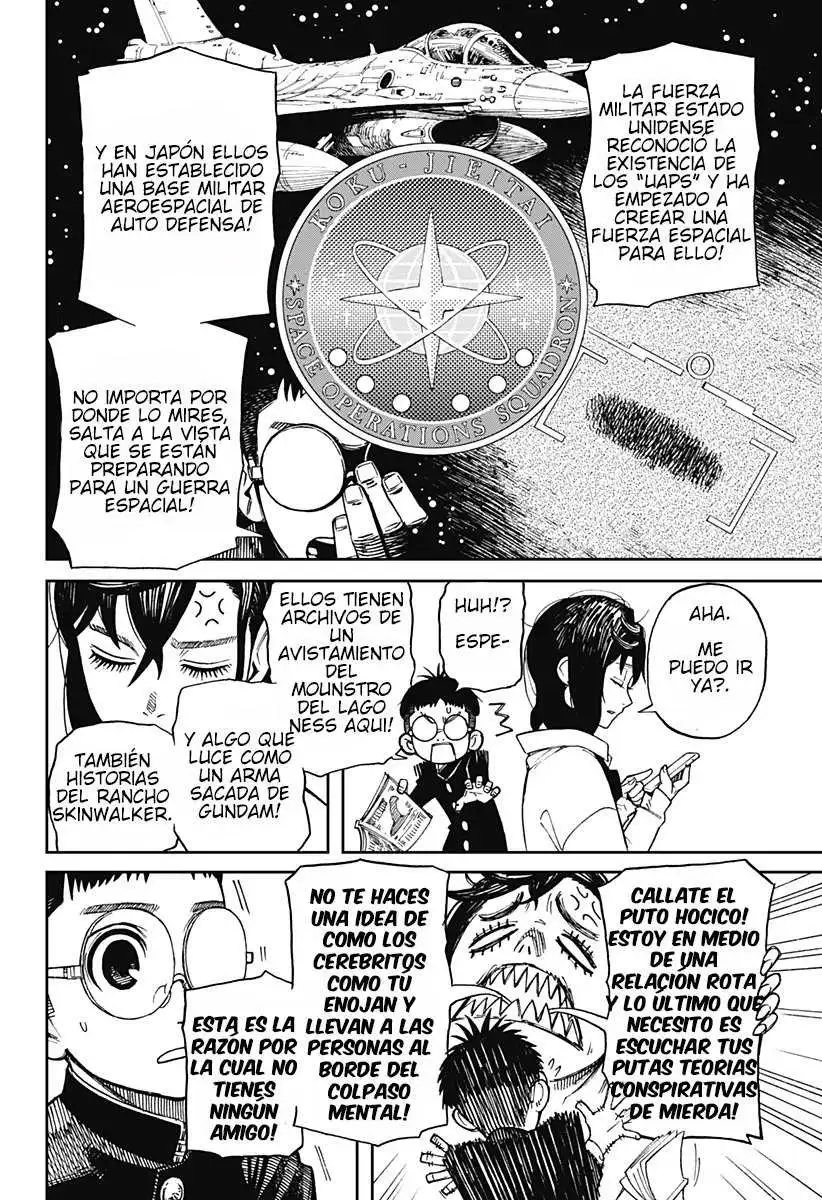 LA FUERZA
MILITAR ESTADO
UNIDENSE
RECONOCIÓ LA
EXISTENCIA DE
LOS "UAPS" Y HA
EMPEZADO A
CREEAR UNA
FUERZA ESPACIAL
PARA ELLO!
Y EN JAPÓN ELLOS
HAN ESTABLECIDO
UNA BASE MILITAR
AEROESPACIAL DE
AUTO DEFENSA!
KOKU - JIEITAI
SPACE OPERATIONS SQUADRON
NO IMPORTA POR
DONDE LO MIRES,
SALTA A LA VISTA
QUE SE ESTÁN
PREPARANDO
PARA UN GUERRA
ESPACIAL!
AHA.
ME
PUEDO IR
YA?.
HUH!?
ESPE-
ELLOS TIENEN
ARCHIVOS DE
UN
AVISTAMIENTO
DEL
MOUNSTRO
DEL LAGO
NESS AQUI!
Y ALGO QUE
LUCE COMO
UN ARMA
SACADA DE
GUNDAM!
TAMBIÉN
HISTORIAS
DEL RANCHO
SKINWALKER.
CALLATE EL
PUTO HOCICO!
ESTOY EN MEDIO
DE UNA
RELACIÓN ROTA
Y LO ÚLTIMO QUE
NECESITO ES
ESCUCHAR TUS
PUTAS TEORIAS
CONSPIRATIVAS
DE MIERDA!
NO TE HACES
UNA IDEA DE
COMO LOS
CEREBRITOS
COMO TÚ
ENOJAN Y
LLEVAN A LAS
PERSONAS AL
BORDE DEL
COLPASO
MENTAL!
ESTA ES LA
RAZÓN POR
LA CUAL NO
TIENES
NINGÚN
AMIGO!